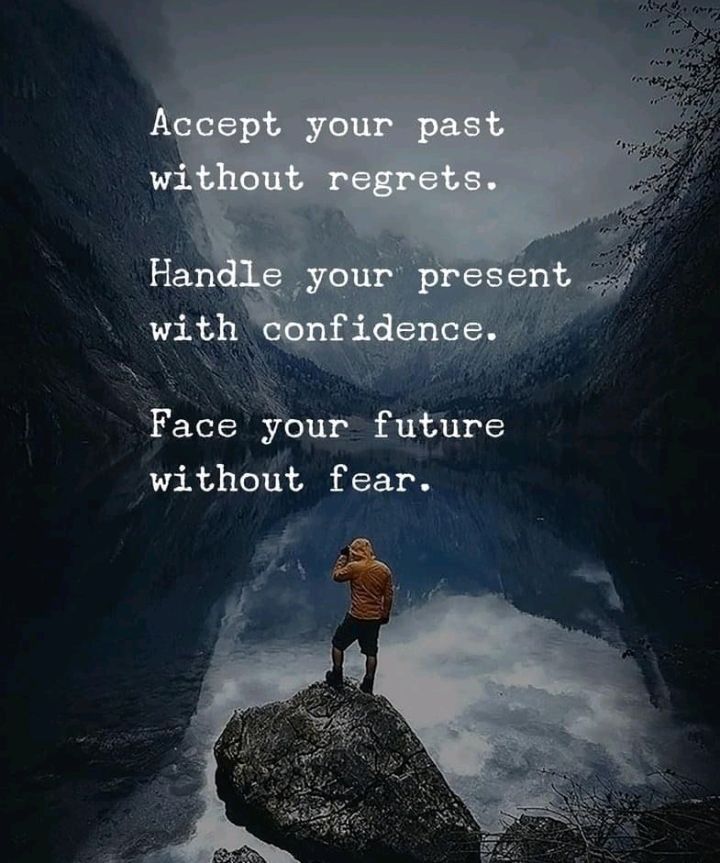 Accept your past
without regrets.
Handle your present
with confidence.
Face your future
without fear.